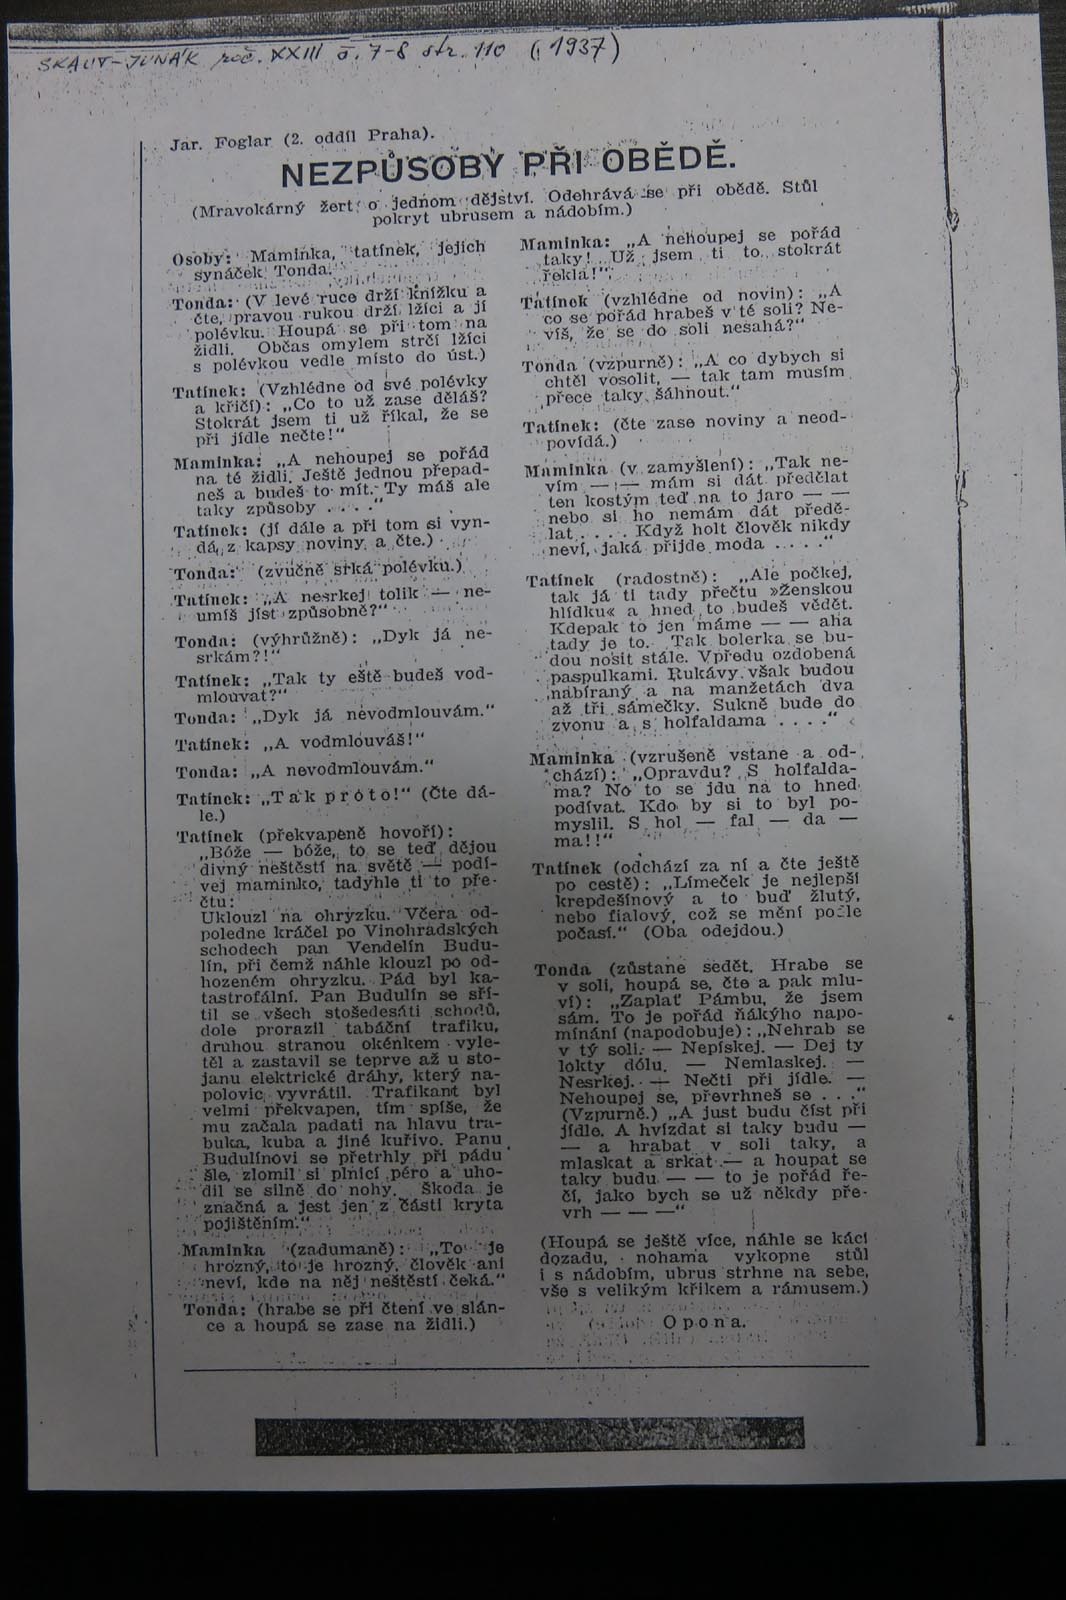 SKAUT-JUNÁK roč. XXIII č. 7-8 str. 110 (1937)
Jar. Foglar (2. oddíl Praha).
NEZPŮSOBY PŘI OBĚDĚ.
(Mravokárný žert o jednom dějství. Odehrává se při obědě. Stůl
pokryt ubrusem a nádobím.)
Osoby: Maminka, tatínek, jejich
synáček Tonda.
Tonda: (V levé ruce drží knížku a
čte, pravou rukou drží lžíci a jí
polévku. Houpá se při tom na
židli. Občas omylem strčí lžíci
s polévkou vedle místo do úst.)
Tatínek: (Vzhlédne od své polévky
a křičí): „Co to už zase děláš?
Stokrát jsem ti už říkal, že se
při jídle nečte!“
Maminka: „A nehoupej se pořád
na té židli. Ještě jednou přepad-
neš a budeš to mít. Ty máš ale
taky způsoby . . . .“
Tatínek: (Jí dále a při tom si vyn-
dá z kapsy noviny a čte.)
Tonda: (zvučně srká polévku.)
Tatínek: „A nesrkej tolik — ne-
umíš jíst způsobně?“
Tonda: (výhrůžně): „Dyk já ne-
srkám?!“
Tatínek: „Tak ty eště budeš vod-
mlouvat?“
Tonda: „Dyk já nevodmlouvám.“
Tatínek: „A vodmlouváš!“
Tonda: „A nevodmlouvám.“
Tatínek: „Tak proto!“ (Čte dá-
le.)
Tatínek (překvapeně hovoří):
„Bóže — bóže, to se teď dějou
divný neštěstí na světě — podí-
vej maminko, tadyhle ti to pře-
čtu:
Uklouzl na ohryzku. Včera od-
poledne kráčel po Vinohradských
schodech pan Vendelín Budu-
lín, při čemž náhle klouzl po od-
hozeném ohryzku. Pád byl ka-
tastrofální. Pan Budulín se sří-
til se všech stošedesáti schodů,
dole prorazil tabáční trafiku,
druhou stranou okénkem vyle-
těl a zastavil se teprve až u sto-
janu elektrické dráhy, který na-
polovic vyvrátil. Trafikant byl
velmi překvapen, tím spíše, že
mu začala padati na hlavu tra-
buka, kuba a jiné kuřivo. Panu
Budulínovi se přetrhly při pádu
šle, zlomil si plnicí péro a uho-
dil se silně do nohy. Škoda je
značná a jest jen z části kryta
pojištěním.“
Maminka (zadumaně): „To je
hrozný, to je hrozný, člověk ani
neví, kde na něj neštěstí čeká.“
Tonda: (hrabe se při čtení ve slán-
ce a houpá se zase na židli.)
Maminka: „A nehoupej se pořád
taky! Už jsem ti to stokrát
řekla!“
Tatínek (vzhlédne od novin): „A
co se pořád hrabeš v té soli? Ne-
víš, že se do soli nesahá?“
Tonda (vzpurně): „A co dybych si
chtěl vosolit, — tak tam musím
přece taky šáhnout.“
Tatínek: (čte zase noviny a neod-
povídá.)
Maminka (v zamyšlení): „Tak ne-
vím — — mám si dát předělat
ten kostým teď na to jaro — —
nebo si ho nemám dát předě-
lat . . . . Když holt člověk nikdy
neví, jaká přijde moda . . . .“
Tatínek (radostně): „Ale počkej,
tak já ti tady přečtu »Ženskou
hlídku« a hned to budeš vědět.
Kdepak to jen máme — — aha
tady je to. Tak bolerka se bu-
dou nosit stále. Vpředu ozdobená
paspulkami. Rukávy však budou
nabíraný a na manžetách dva
až tři sámečky. Sukně bude do
zvonu a s holfaldama . . . .“
Maminka (vzrušeně vstane a od-
chází): „Opravdu? S holfalda-
ma? No to se jdu na to hned
podívat. Kdo by si to byl po-
myslil. S hol — fal — da —
ma!!“
Tatínek (odchází za ní a čte ještě
po cestě): „Límeček je nejlepší
krepdešínový a to buď žlutý,
nebo fialový, což se mění podle
počasí.“ (Oba odejdou.)
Tonda (zůstane sedět. Hrabe se
v soli, houpá se, čte a pak mlu-
ví): „Zaplať Pámbu, že jsem
sám. To je pořád ňákýho napo-
mínání (napodobuje): „Nehrab se
v tý soli. — Nepískej. — Dej ty
lokty dólu. — Nemlaskej. —
Nesrkej. — Nečti při jídle. —
Nehoupej se, převrhneš se . . .“
(Vzpurně.) „A just budu číst při
jídle. A hvízdat si taky budu —
— a hrabat v soli taky, a
mlaskat a srkat — a houpat se
taky budu — — to je pořád ře-
čí, jako bych se už někdy pře-
vrh — — —“
(Houpá se ještě více, náhle se kácí
dozadu, nohama vykopne stůl
i s nádobím, ubrus strhne na sebe,
vše s velikým křikem a rámusem.)
Opona.